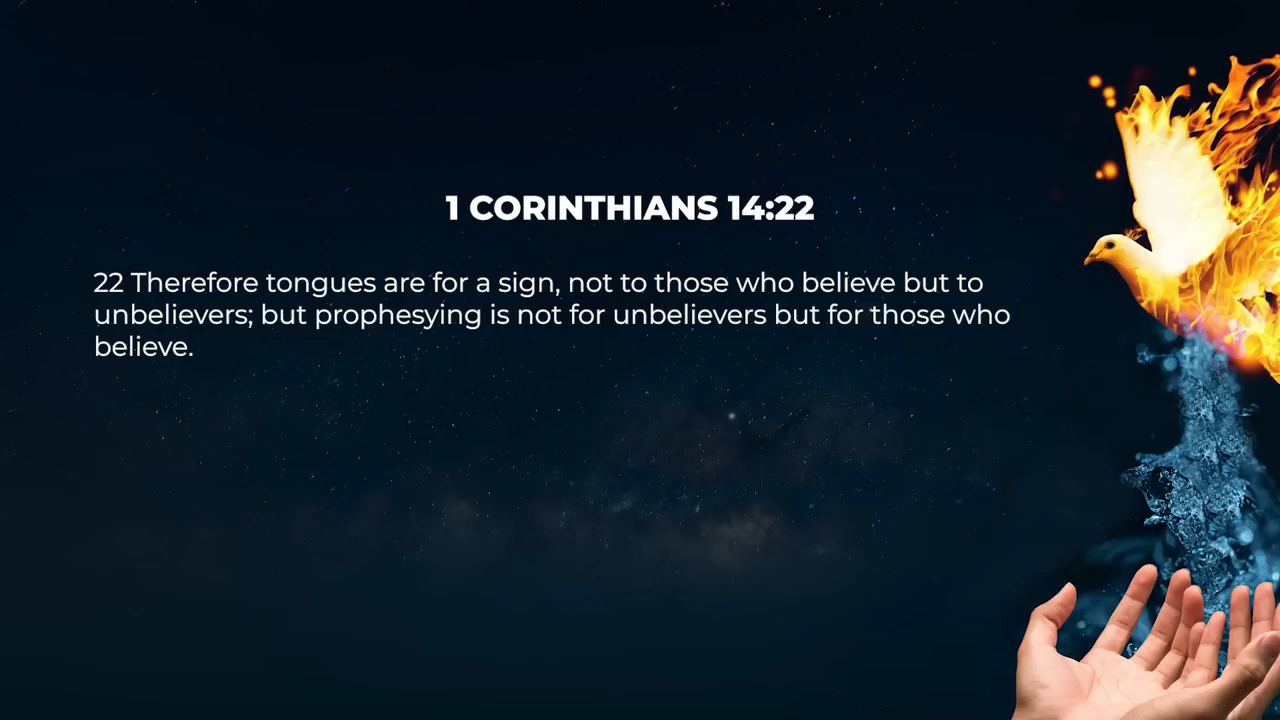 1 CORINTHIANS 14:22
22 Therefore tongues are for a sign, not to those who believe but to
unbelievers; but prophesying is not for unbelievers but for those who
believe.